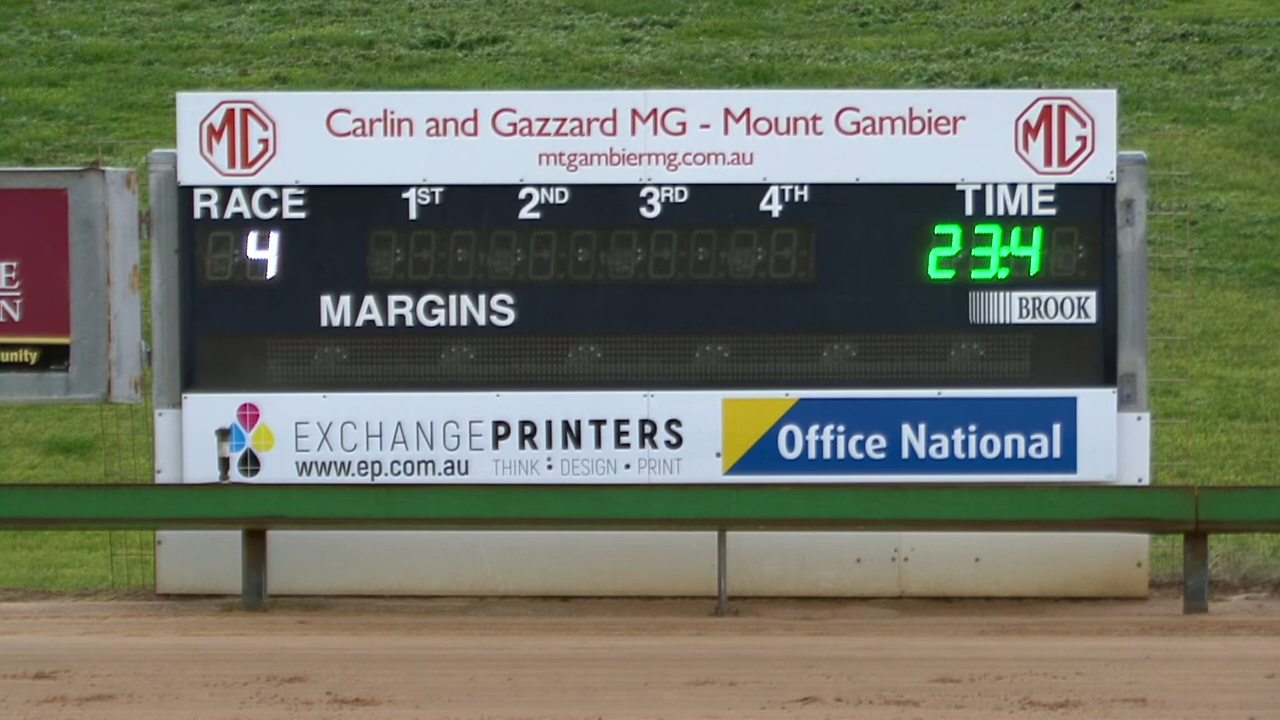 MG Carlin and Gazzard MG - Mount Gambier MG
mtgambiermg.com.au
RACE 1ST 2ND 3RD 4TH TIME
4 23.4
MARGINS BROOK
E
N
unity
EXCHANGEPRINTERS Office National
www.ep.com.au THINK : DESIGN • PRINT